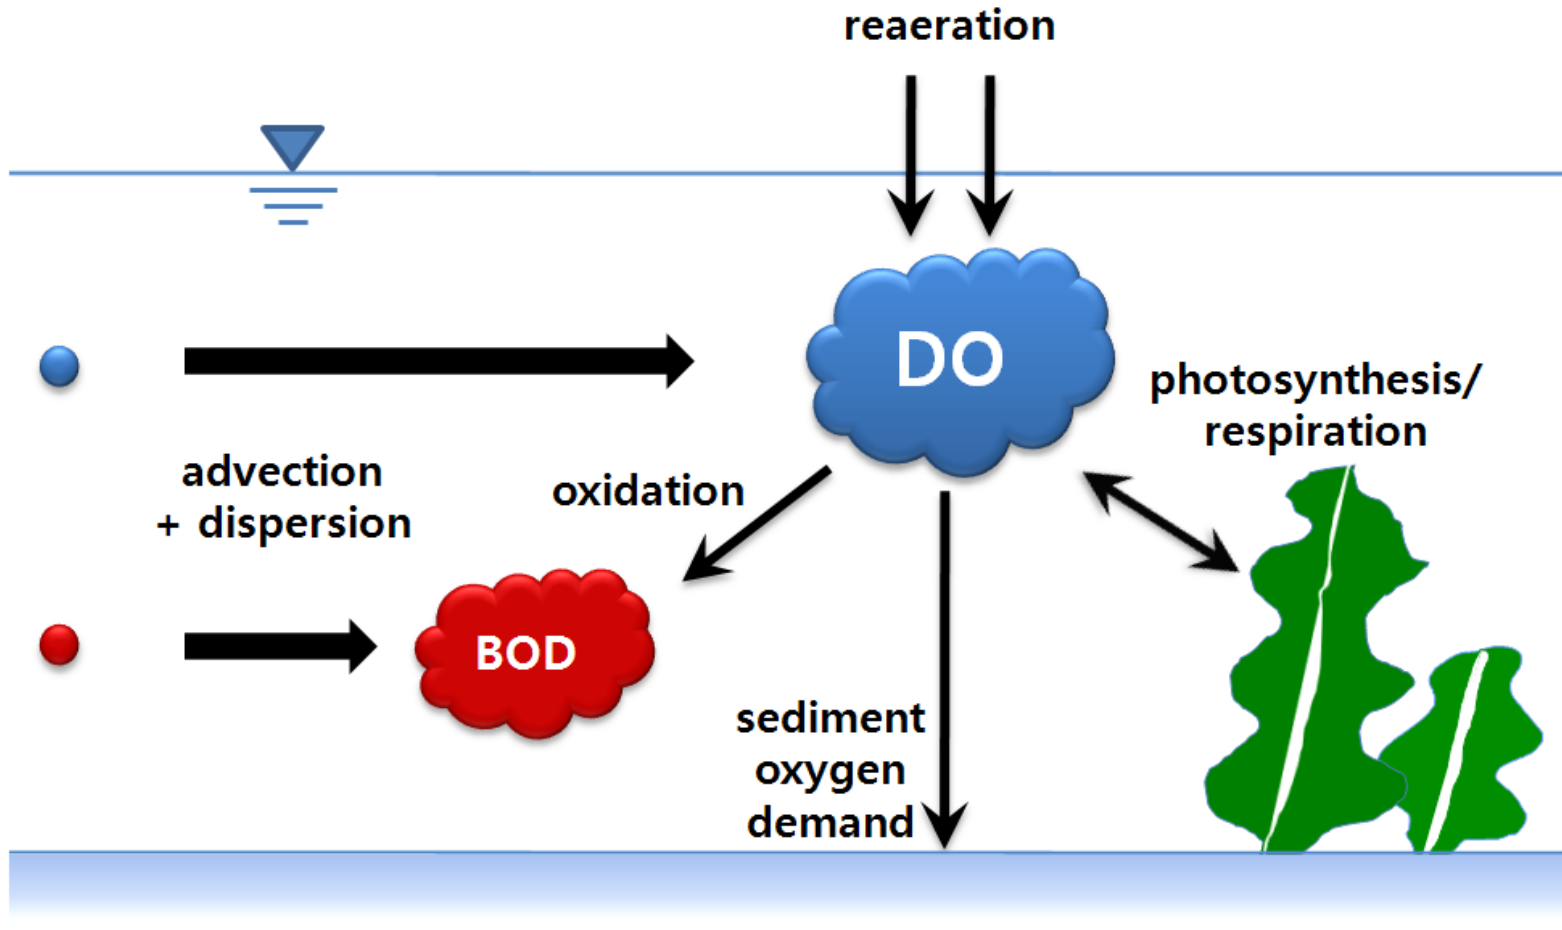 reaeration
DO
photosynthesis/
respiration
advection
+ dispersion
oxidation
BOD
sediment
oxygen
demand